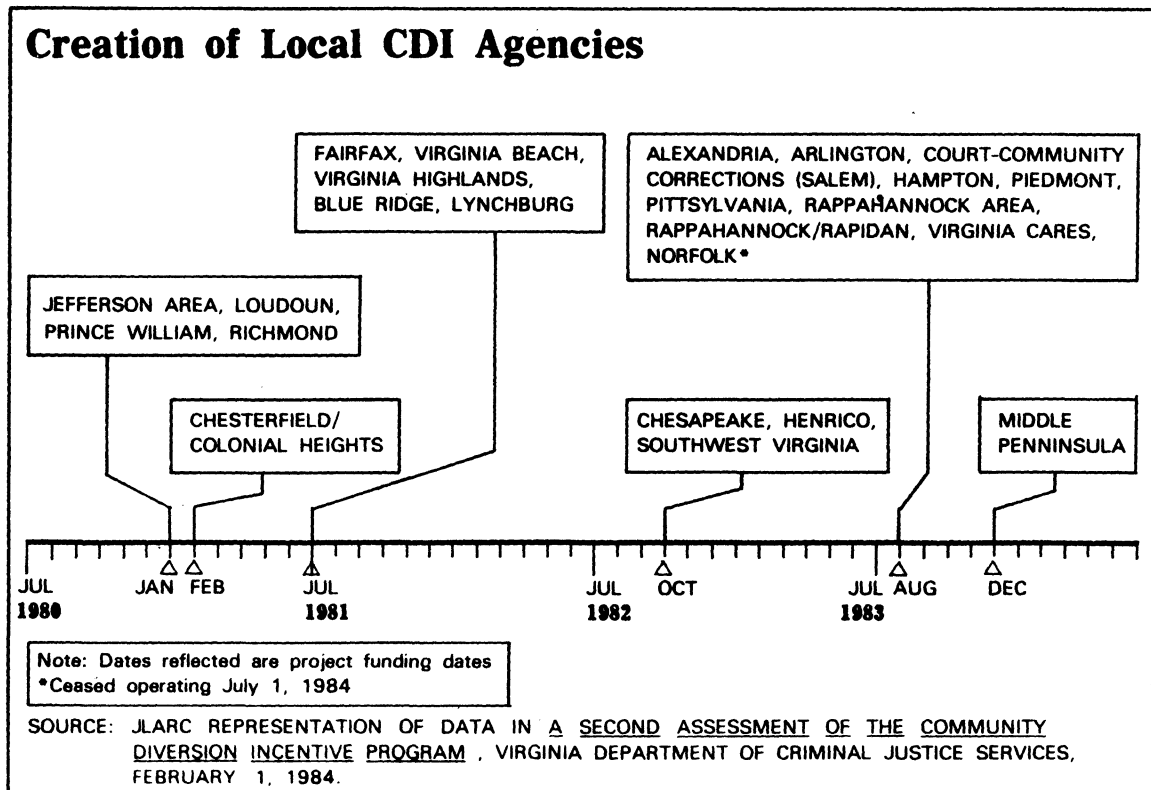 Creation of Local CDI Agencies
FAIRFAX, VIRGINIA BEACH,
VIRGINIA HIGHLANDS,
BLUE RIDGE, LYNCHBURG
ALEXANDRIA, ARLINGTON, COURT-COMMUNITY
CORRECTIONS (SALEM), HAMPTON, PIEDMONT,
PITTSYLVANIA, RAPPAHANNOCK AREA,
RAPPAHANNOCK/RAPIDAN, VIRGINIA CARES,
NORFOLK*
JEFFERSON AREA, LOUDOUN,
PRINCE WILLIAM, RICHMOND
CHESTERFIELD/
COLONIAL HEIGHTS
CHESAPEAKE, HENRICO,
SOUTHWEST VIRGINIA
MIDDLE
PENNINSULA
JUL JAN FEB JUL JUL OCT JUL AUG DEC
1980 1981 1982 1983
Note: Dates reflected are project funding dates
*Ceased operating July 1, 1984
SOURCE: JLARC REPRESENTATION OF DATA IN A SECOND ASSESSMENT OF THE COMMUNITY
DIVERSION INCENTIVE PROGRAM , VIRGINIA DEPARTMENT OF CRIMINAL JUSTICE SERVICES,
FEBRUARY 1, 1984.